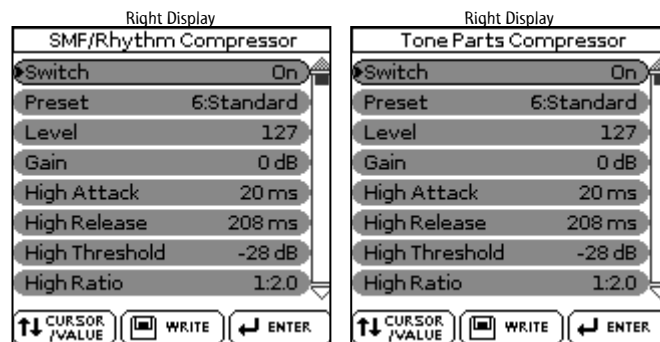 Right Display
SMF/Rhythm Compressor
Switch On
Preset 6:Standard
Level 127
Gain 0 dB
High Attack 20 ms
High Release 208 ms
High Threshold -28 dB
High Ratio 1:2.0
CURSOR
/VALUE
WRITE
ENTER
Right Display
Tone Parts Compressor
Switch On
Preset 6:Standard
Level 127
Gain 0 dB
High Attack 20 ms
High Release 208 ms
High Threshold -28 dB
High Ratio 1:2.0
CURSOR
/VALUE
WRITE
ENTER